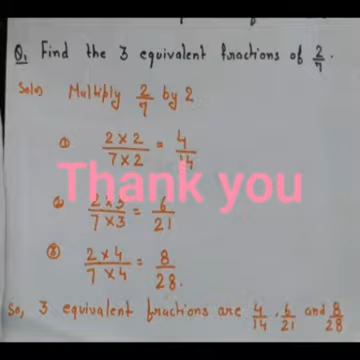 Q. Find the 3 equivalent fractions of 2/7.
Sol) Multiply 2/7 by 2
① 2 × 2 / 7 × 2 = 4/14
Thank you
② 2 × 3 / 7 × 3 = 6/21
③ 2 × 4 / 7 × 4 = 8/28.
So, 3 equivalent fractions are 4/14, 6/21 and 8/28